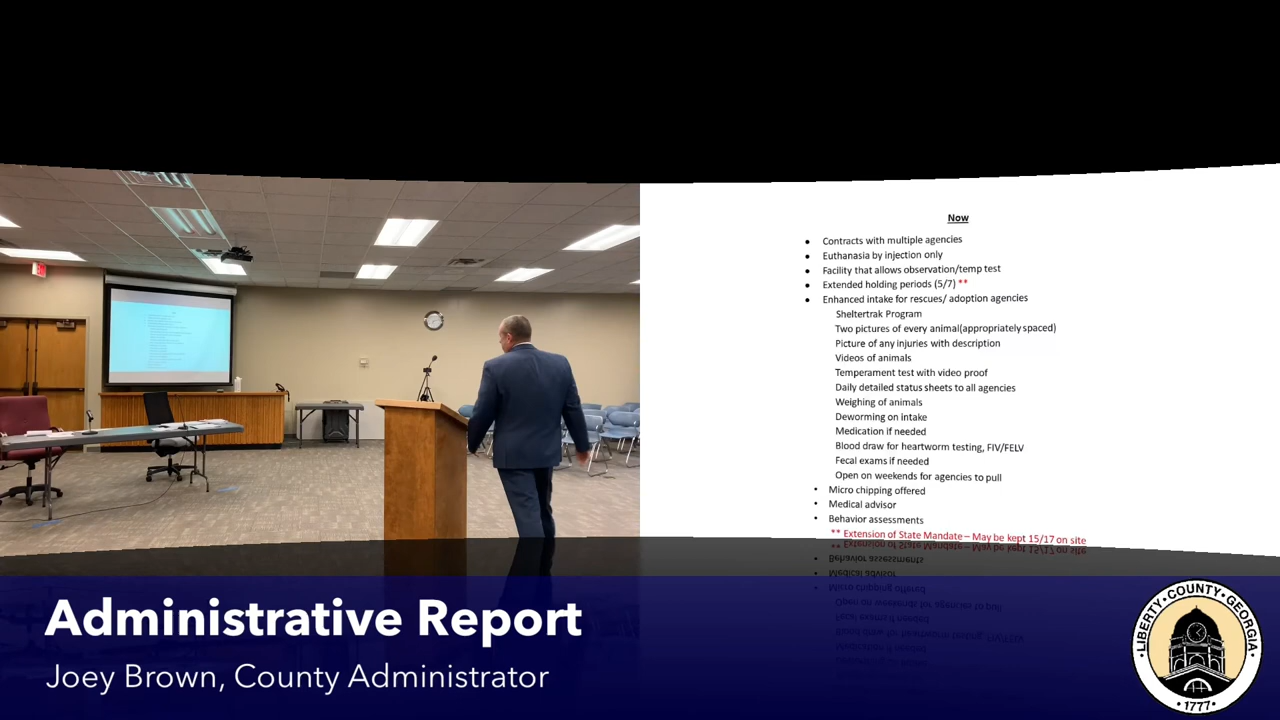 Now
• Contracts with multiple agencies
• Euthanasia by injection only
• Facility that allows observation/temp test
• Extended holding periods (5/7) **
• Enhanced intake for rescues/ adoption agencies
Sheltertrak Program
Two pictures of every animal(appropriately spaced)
Picture of any injuries with description
Videos of animals
Temperament test with video proof
Daily detailed status sheets to all agencies
Weighing of animals
Deworming on intake
Medication if needed
Blood draw for heartworm testing, FIV/FELV
Fecal exams if needed
Open on weekends for agencies to pull
• Micro chipping offered
• Medical advisor
• Behavior assessments
** Extension of State Mandate – May be kept 15/17 on site
Administrative Report
Joey Brown, County Administrator
LIBERTY • COUNTY • GEORGIA
• 1777 •